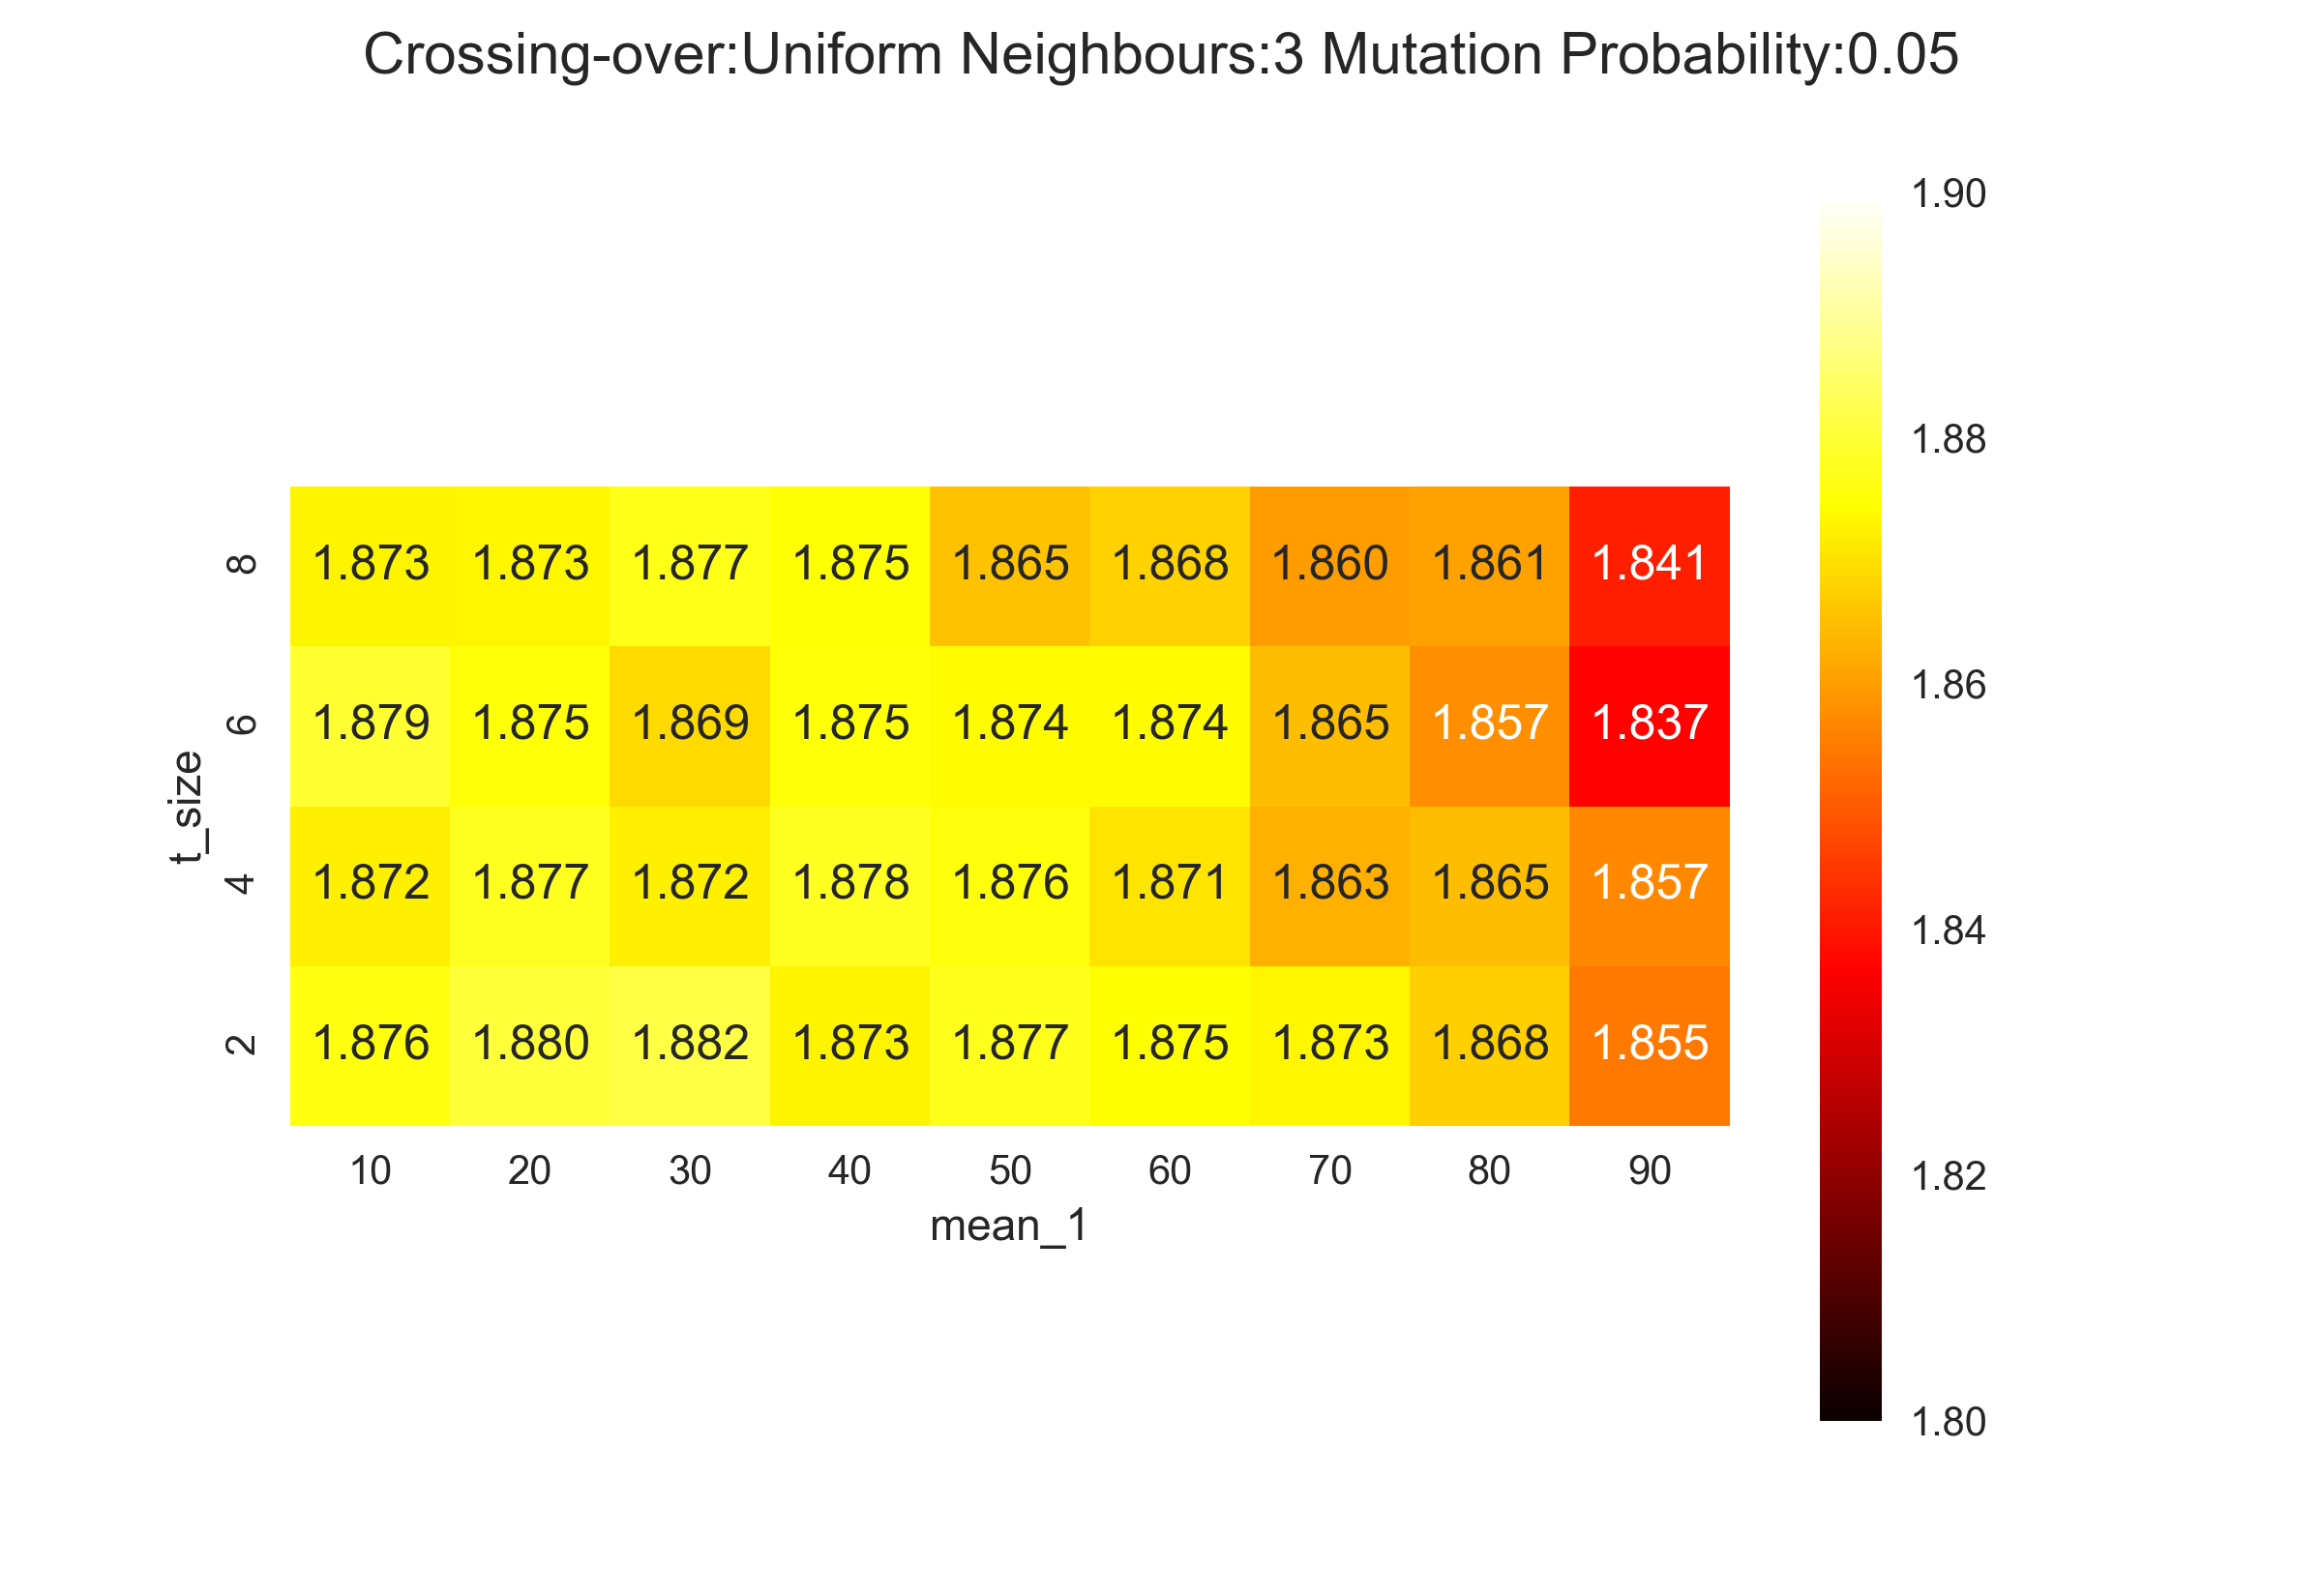 Crossing-over:Uniform Neighbours:3 Mutation Probability:0.05
1.90
1.88
1.86
1.84
1.82
1.80
t_size
8 1.873 1.873 1.877 1.875 1.865 1.868 1.860 1.861 1.841
6 1.879 1.875 1.869 1.875 1.874 1.874 1.865 1.857 1.837
4 1.872 1.877 1.872 1.878 1.876 1.871 1.863 1.865 1.857
2 1.876 1.880 1.882 1.873 1.877 1.875 1.873 1.868 1.855
10 20 30 40 50 60 70 80 90
mean_1